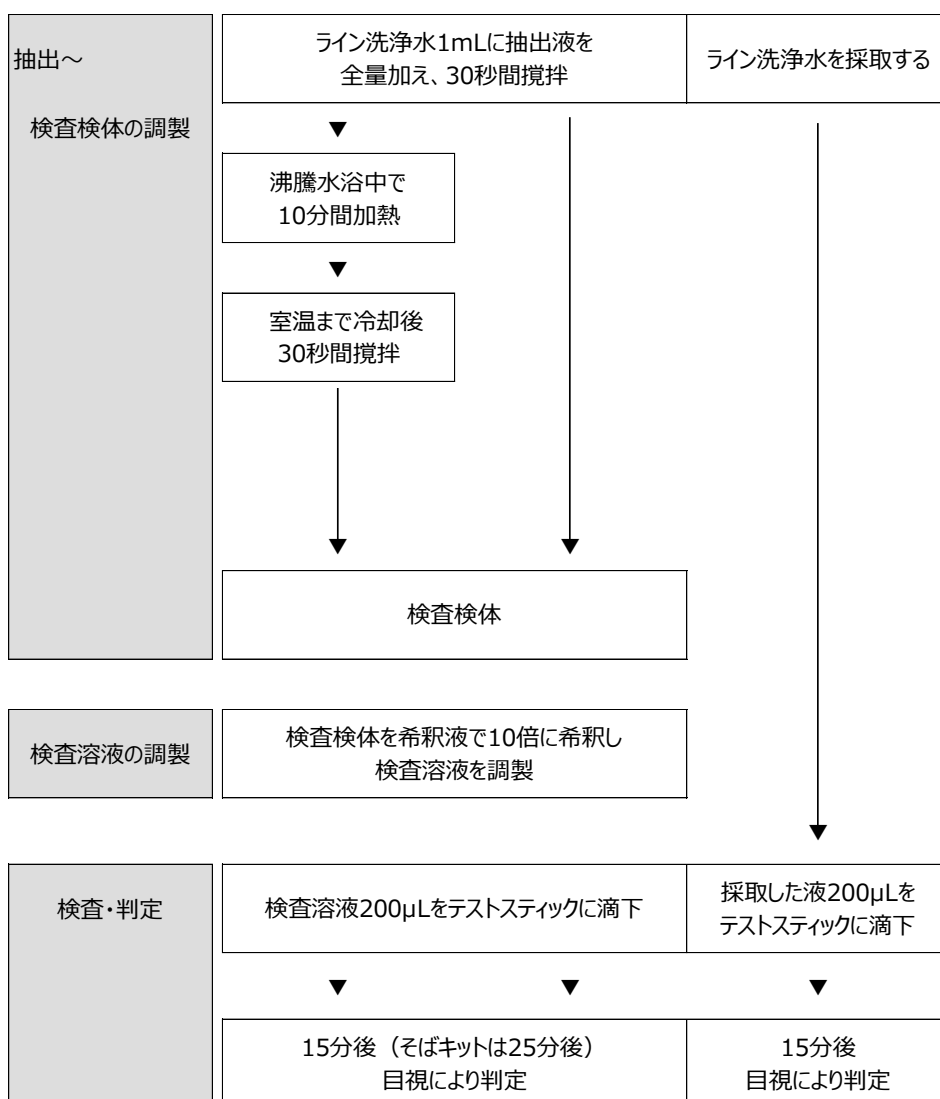 抽出～
検査検体の調製
ライン洗浄水1mLに抽出液を
全量加え、30秒間撹拌
ライン洗浄水を採取する
▼
沸騰水浴中で
10分間加熱
▼
室温まで冷却後
30秒間撹拌
検査検体
検査溶液の調製
検査検体を希釈液で10倍に希釈し
検査溶液を調製
検査・判定
検査溶液200μLをテストスティックに滴下
採取した液200μLを
テストスティックに滴下
▼ ▼ ▼
15分後（そばキットは25分後）
目視により判定
15分後
目視により判定